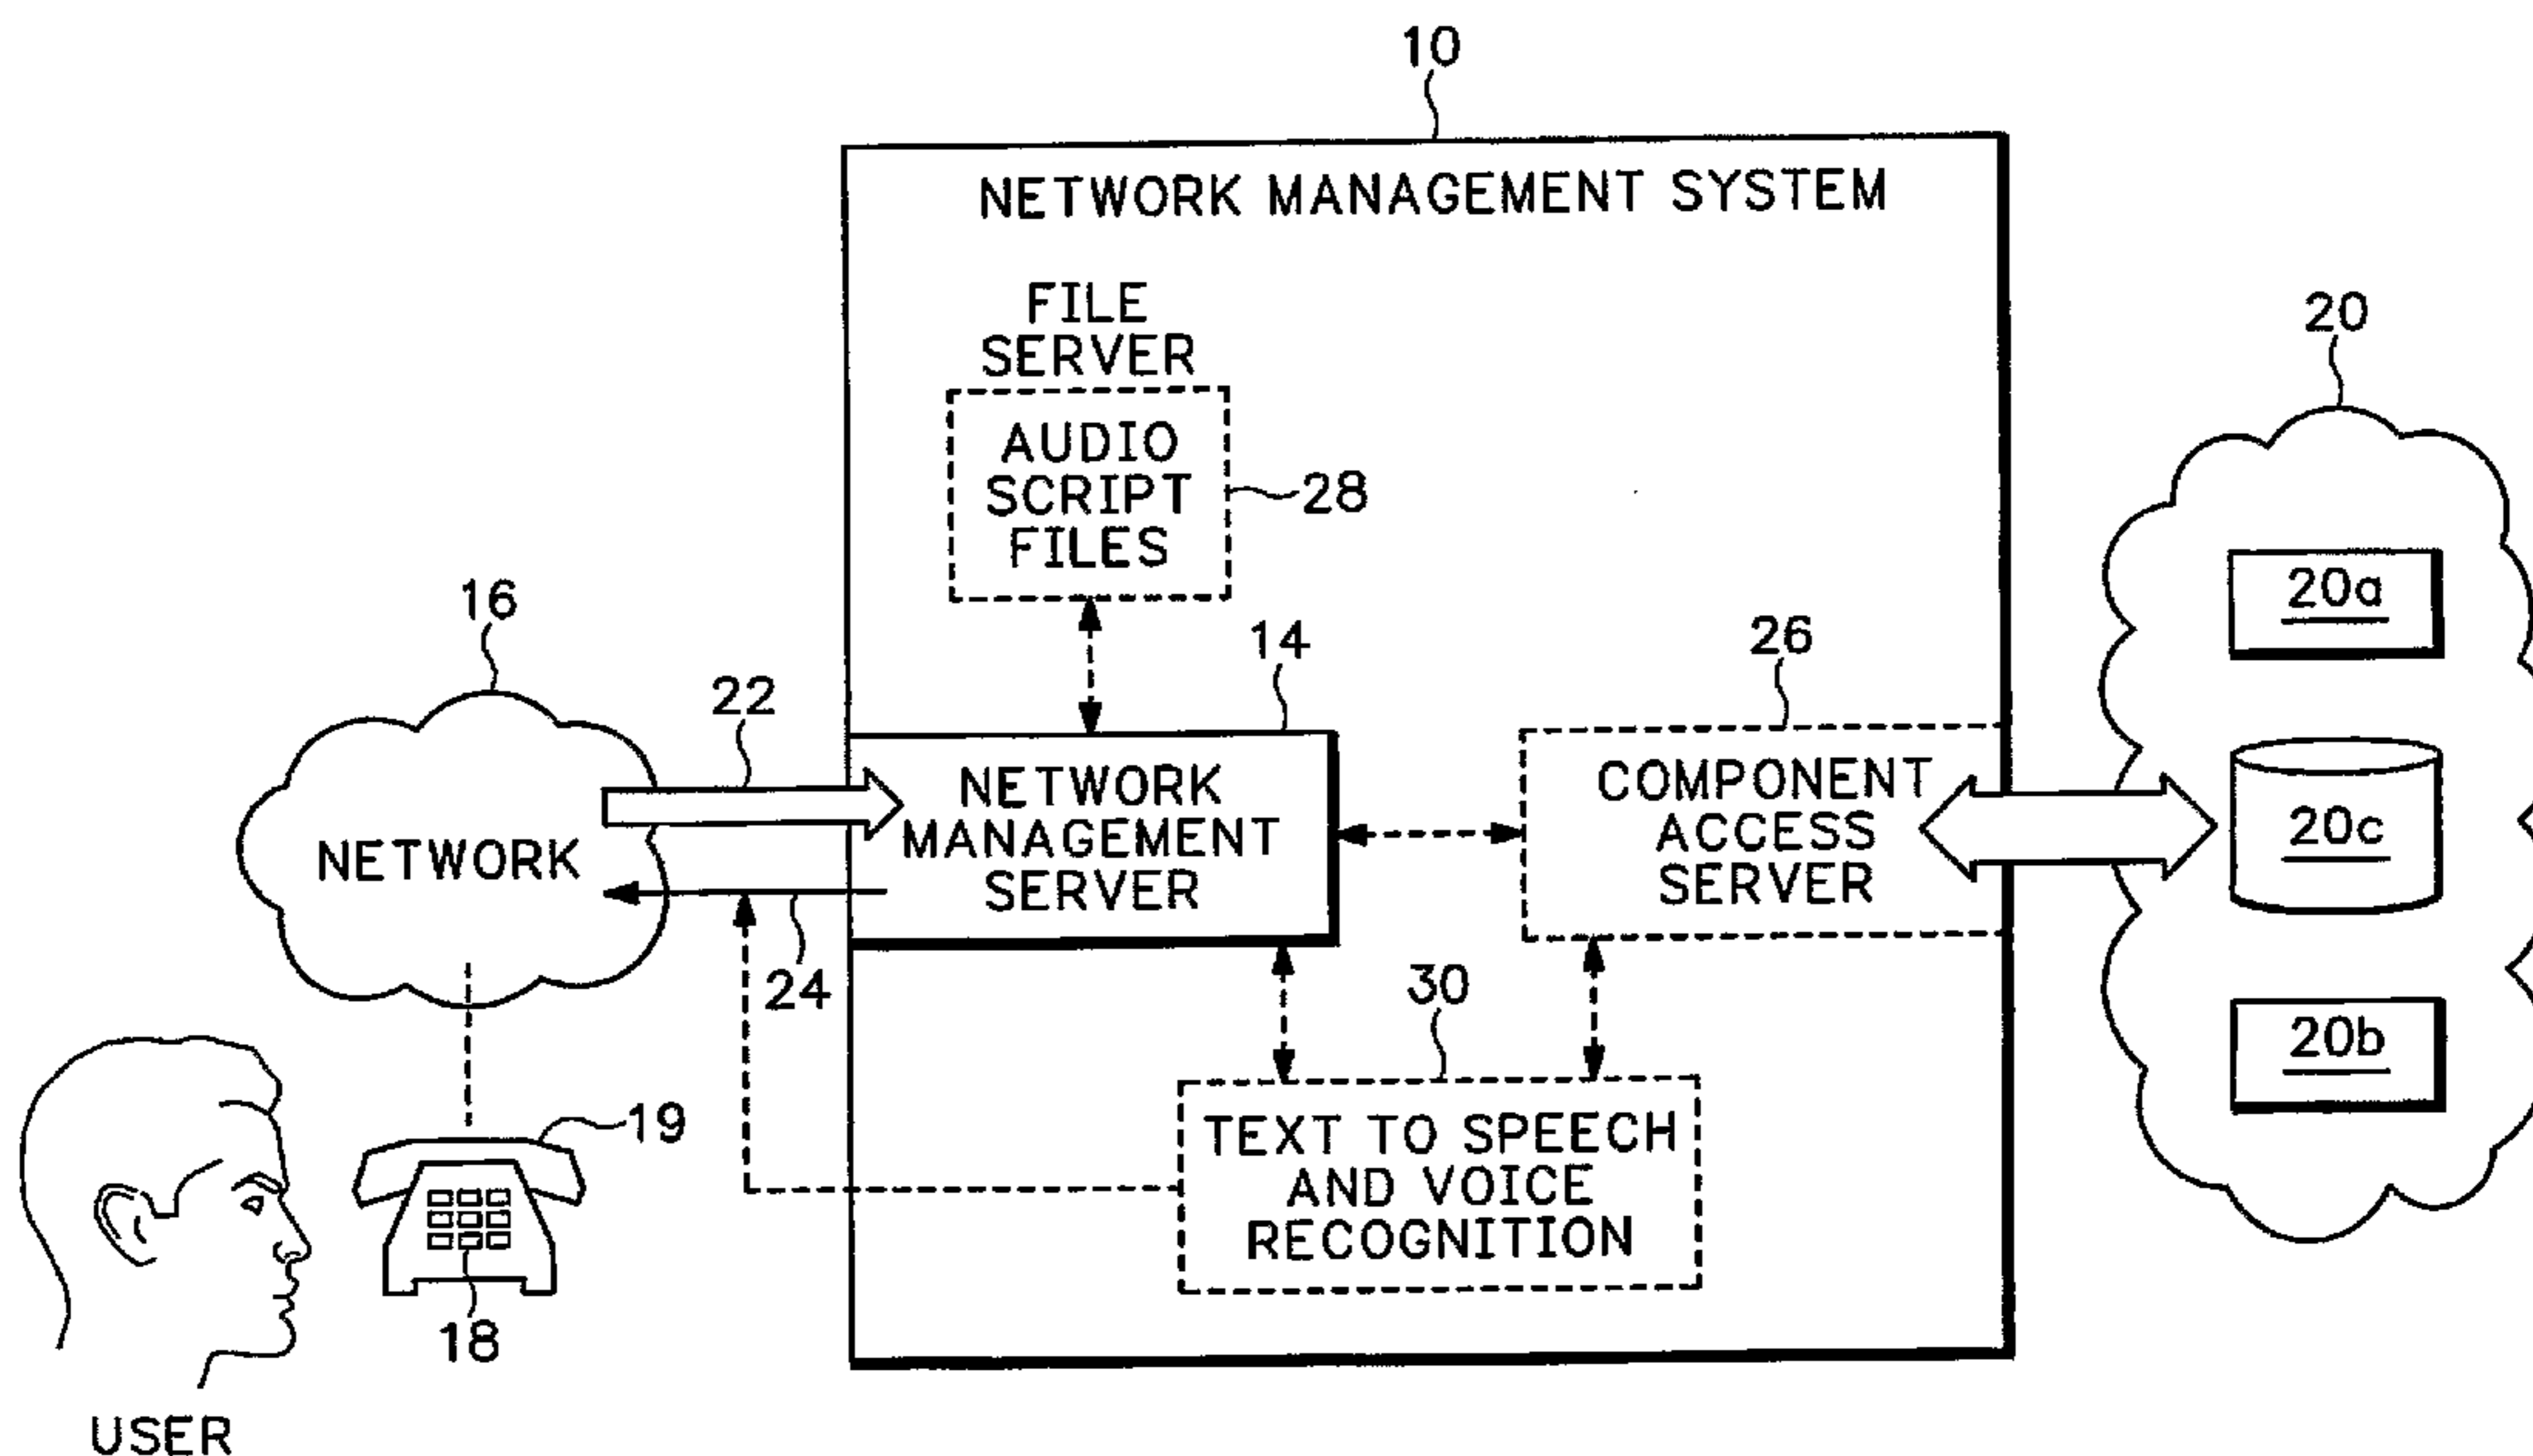 10
NETWORK MANAGEMENT SYSTEM
FILE
SERVER
AUDIO
SCRIPT
FILES
28
20
20a
16
22
14
26
NETWORK
NETWORK
MANAGEMENT
SERVER
COMPONENT
ACCESS
SERVER
20c
24
30
20b
19
TEXT TO SPEECH
AND VOICE
RECOGNITION
18
USER